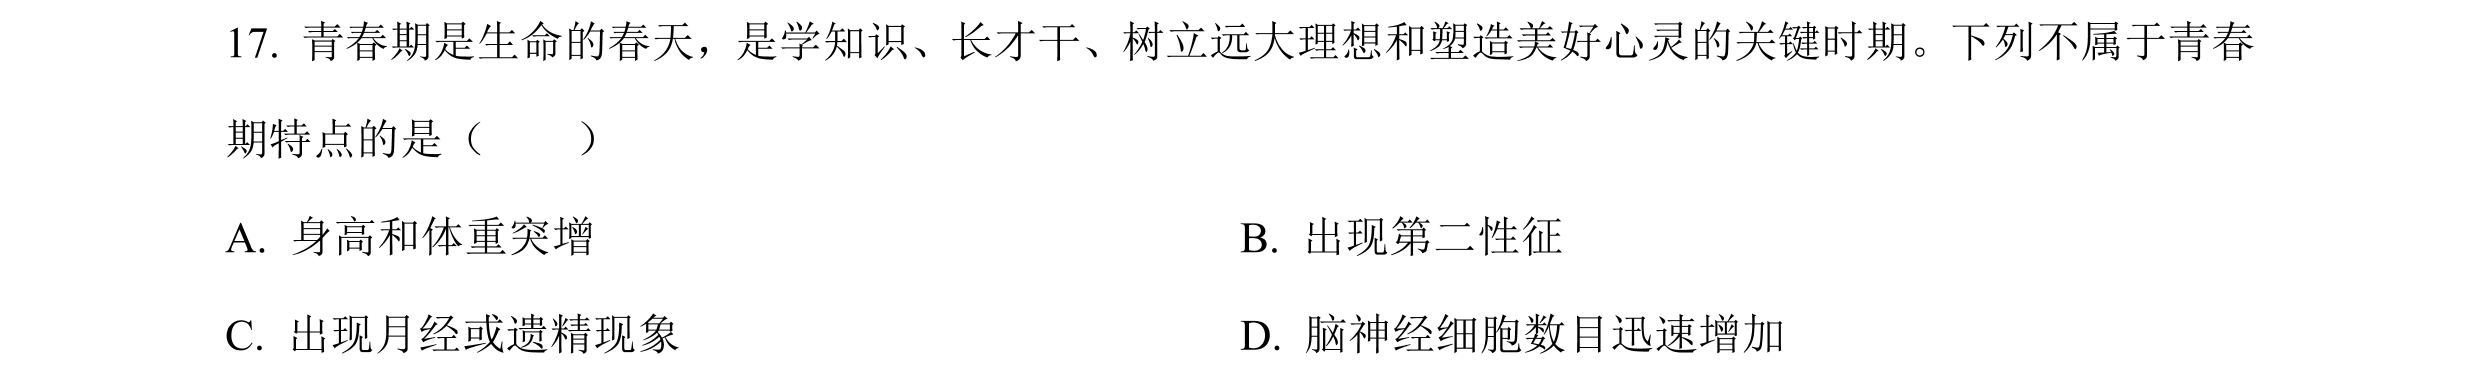 17. 青春期是生命的春天，是学知识、长才干、树立远大理想和塑造美好心灵的关键时期。下列不属于青春
期特点的是（　　）
A. 身高和体重突增　　B. 出现第二性征
C. 出现月经或遗精现象　　D. 脑神经细胞数目迅速增加